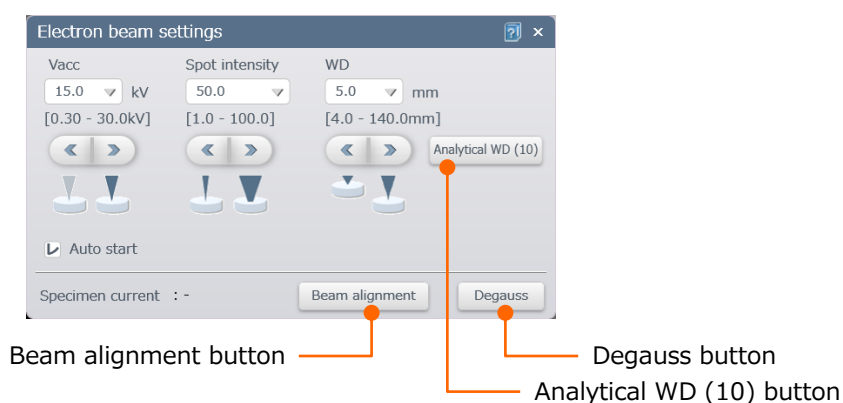 Electron beam settings
Vacc Spot intensity WD
15.0 kV 50.0 5.0 mm
[0.30 - 30.0kV] [1.0 - 100.0] [4.0 - 140.0mm]
Analytical WD (10)
Auto start
Specimen current : - Beam alignment Degauss
Beam alignment button Degauss button
Analytical WD (10) button